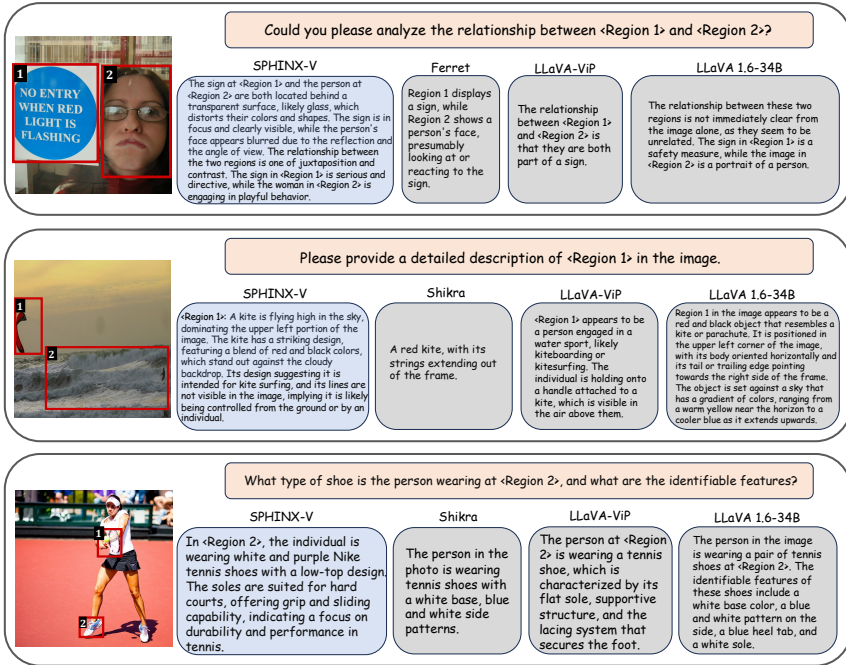 Could you please analyze the relationship between <Region 1> and <Region 2>?
1
2
NO ENTRY
WHEN RED
LIGHT IS
FLASHING
SPHINX-V
The sign at <Region 1> and the person at
<Region 2> are both located behind a
transparent surface, likely glass, which
distorts their colors and shapes. The sign is in
focus and clearly visible, while the person's
face appears blurred due to the reflection and
the angle of view. The relationship between
the two regions is one of juxtaposition and
contrast. The sign in <Region 1> is serious and
directive, while the woman in <Region 2> is
engaging in playful behavior.
Ferret
Region 1 displays
a sign, while
Region 2 shows a
person's face,
presumably
looking at or
reacting to the
sign.
LLaVA-ViP
The relationship
between <Region 1>
and <Region 2> is
that they are both
part of a sign.
LLaVA 1.6-34B
The relationship between these two
regions is not immediately clear from
the image alone, as they seem to be
unrelated. The sign in <Region 1> is a
safety measure, while the image in
<Region 2> is a portrait of a person.
Please provide a detailed description of <Region 1> in the image.
1
2
SPHINX-V
<Region 1>: A kite is flying high in the sky,
dominating the upper left portion of the
image. The kite has a striking design,
featuring a blend of red and black colors,
which stand out against the cloudy
backdrop. Its design suggesting it is
intended for kite surfing, and its lines are
not visible in the image, implying it is likely
being controlled from the ground or by an
individual.
Shikra
A red kite, with its
strings extending out
of the frame.
LLaVA-ViP
<Region 1> appears to be
a person engaged in a
water sport, likely
kiteboarding or
kitesurfing. The
individual is holding onto
a handle attached to a
kite, which is visible in
the air above them.
LLaVA 1.6-34B
Region 1 in the image appears to be a
red and black object that resembles a
kite or parachute. It is positioned in
the upper left corner of the image,
with its body oriented horizontally and
its tail or trailing edge pointing
towards the right side of the frame.
The object is set against a sky that
has a gradient of colors, ranging from
a warm yellow near the horizon to a
cooler blue as it extends upwards.
What type of shoe is the person wearing at <Region 2>, and what are the identifiable features?
1
2
SPHINX-V
In <Region 2>, the individual is
wearing white and purple Nike
tennis shoes with a low-top design.
The soles are suited for hard
courts, offering grip and sliding
capability, indicating a focus on
durability and performance in
tennis.
Shikra
The person in the
photo is wearing
tennis shoes with
a white base, blue
and white side
patterns.
LLaVA-ViP
The person at <Region
2> is wearing a tennis
shoe, which is
characterized by its
flat sole, supportive
structure, and the
lacing system that
secures the foot.
LLaVA 1.6-34B
The person in the image
is wearing a pair of tennis
shoes at <Region 2>. The
identifiable features of
these shoes include a
white base color, a blue
and white pattern on the
side, a blue heel tab, and
a white sole.